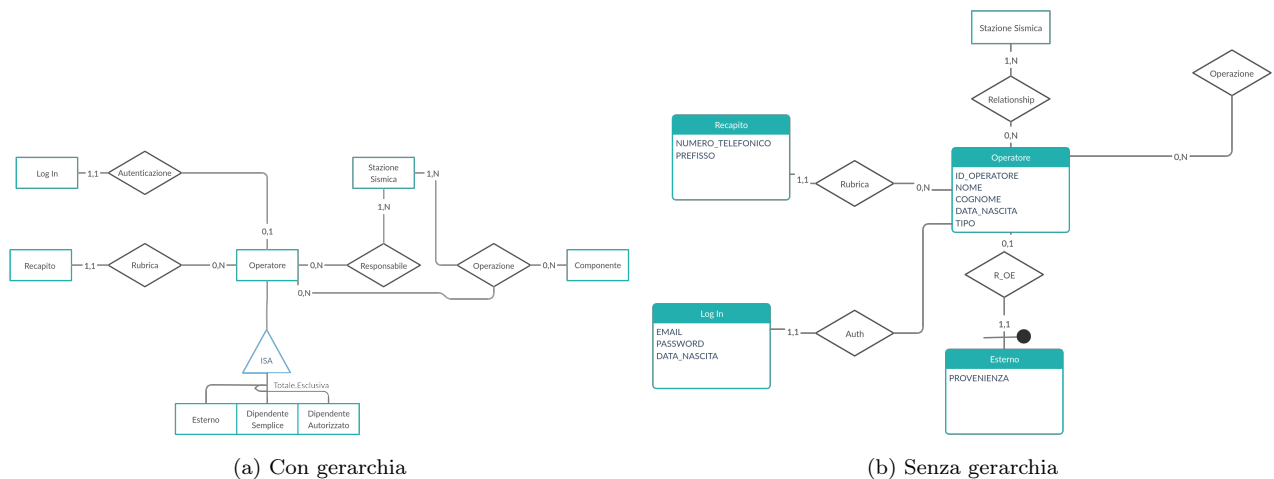 Log In
1,1
Autenticazione
0,1
Stazione
Sismica
1,N
1,N
Recapito
1,1
Rubrica
0,N
Operatore
0,N
Responsabile
Operazione
0,N
Componente
0,N
ISA
Totale,Esclusiva
Esterno
Dipendente
Semplice
Dipendente
Autorizzato
(a) Con gerarchia
Stazione Sismica
1,N
Relationship
0,N
Operazione
0,N
Recapito
NUMERO_TELEFONICO
PREFISSO
1,1
Rubrica
0,N
Operatore
ID_OPERATORE
NOME
COGNOME
DATA_NASCITA
TIPO
0,1
R_OE
1,1
Log In
EMAIL
PASSWORD
DATA_NASCITA
1,1
Auth
Esterno
PROVENIENZA
(b) Senza gerarchia